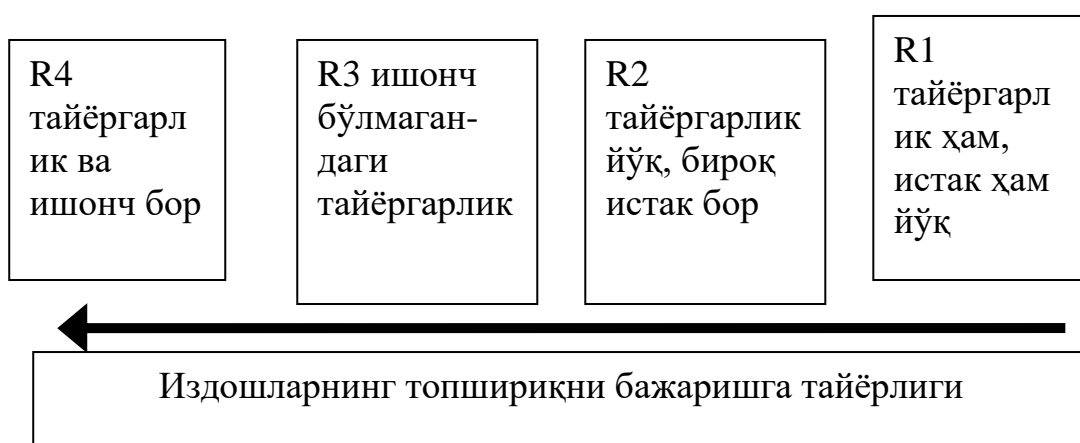 R4
тайёргарл
ик ва
ишонч бор
R3 ишонч
бўлмаган-
даги
тайёргарлик
R2
тайёргарлик
йўқ, бироқ
истак бор
R1
тайёргарл
ик ҳам,
истак ҳам
йўқ
Издошларнинг топшириқни бажаришга тайёрлиги